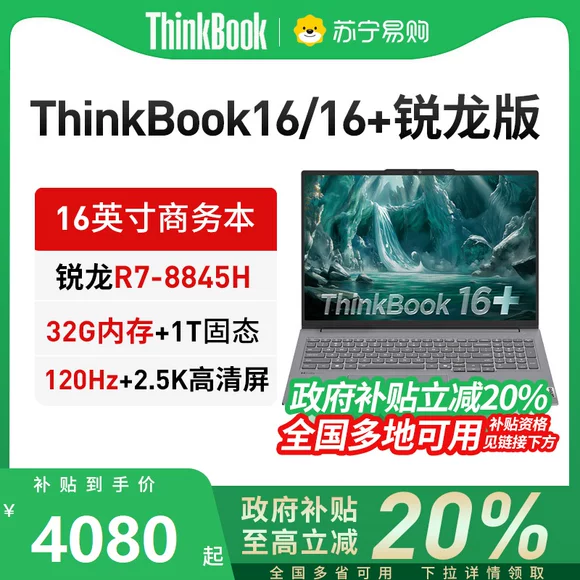 ThinkBook 苏宁易购
ThinkBook16/16+锐龙版
16英寸商务本
锐龙R7-8845H
32G内存+1T固态
120Hz+2.5K高清屏
ThinkBook 16+
政府补贴立减20%
全国多地可用
补贴资格
见链接下方
补贴到手价
¥4080起
政府补贴
至高立减
20%
全国多省可用 下拉详情领取